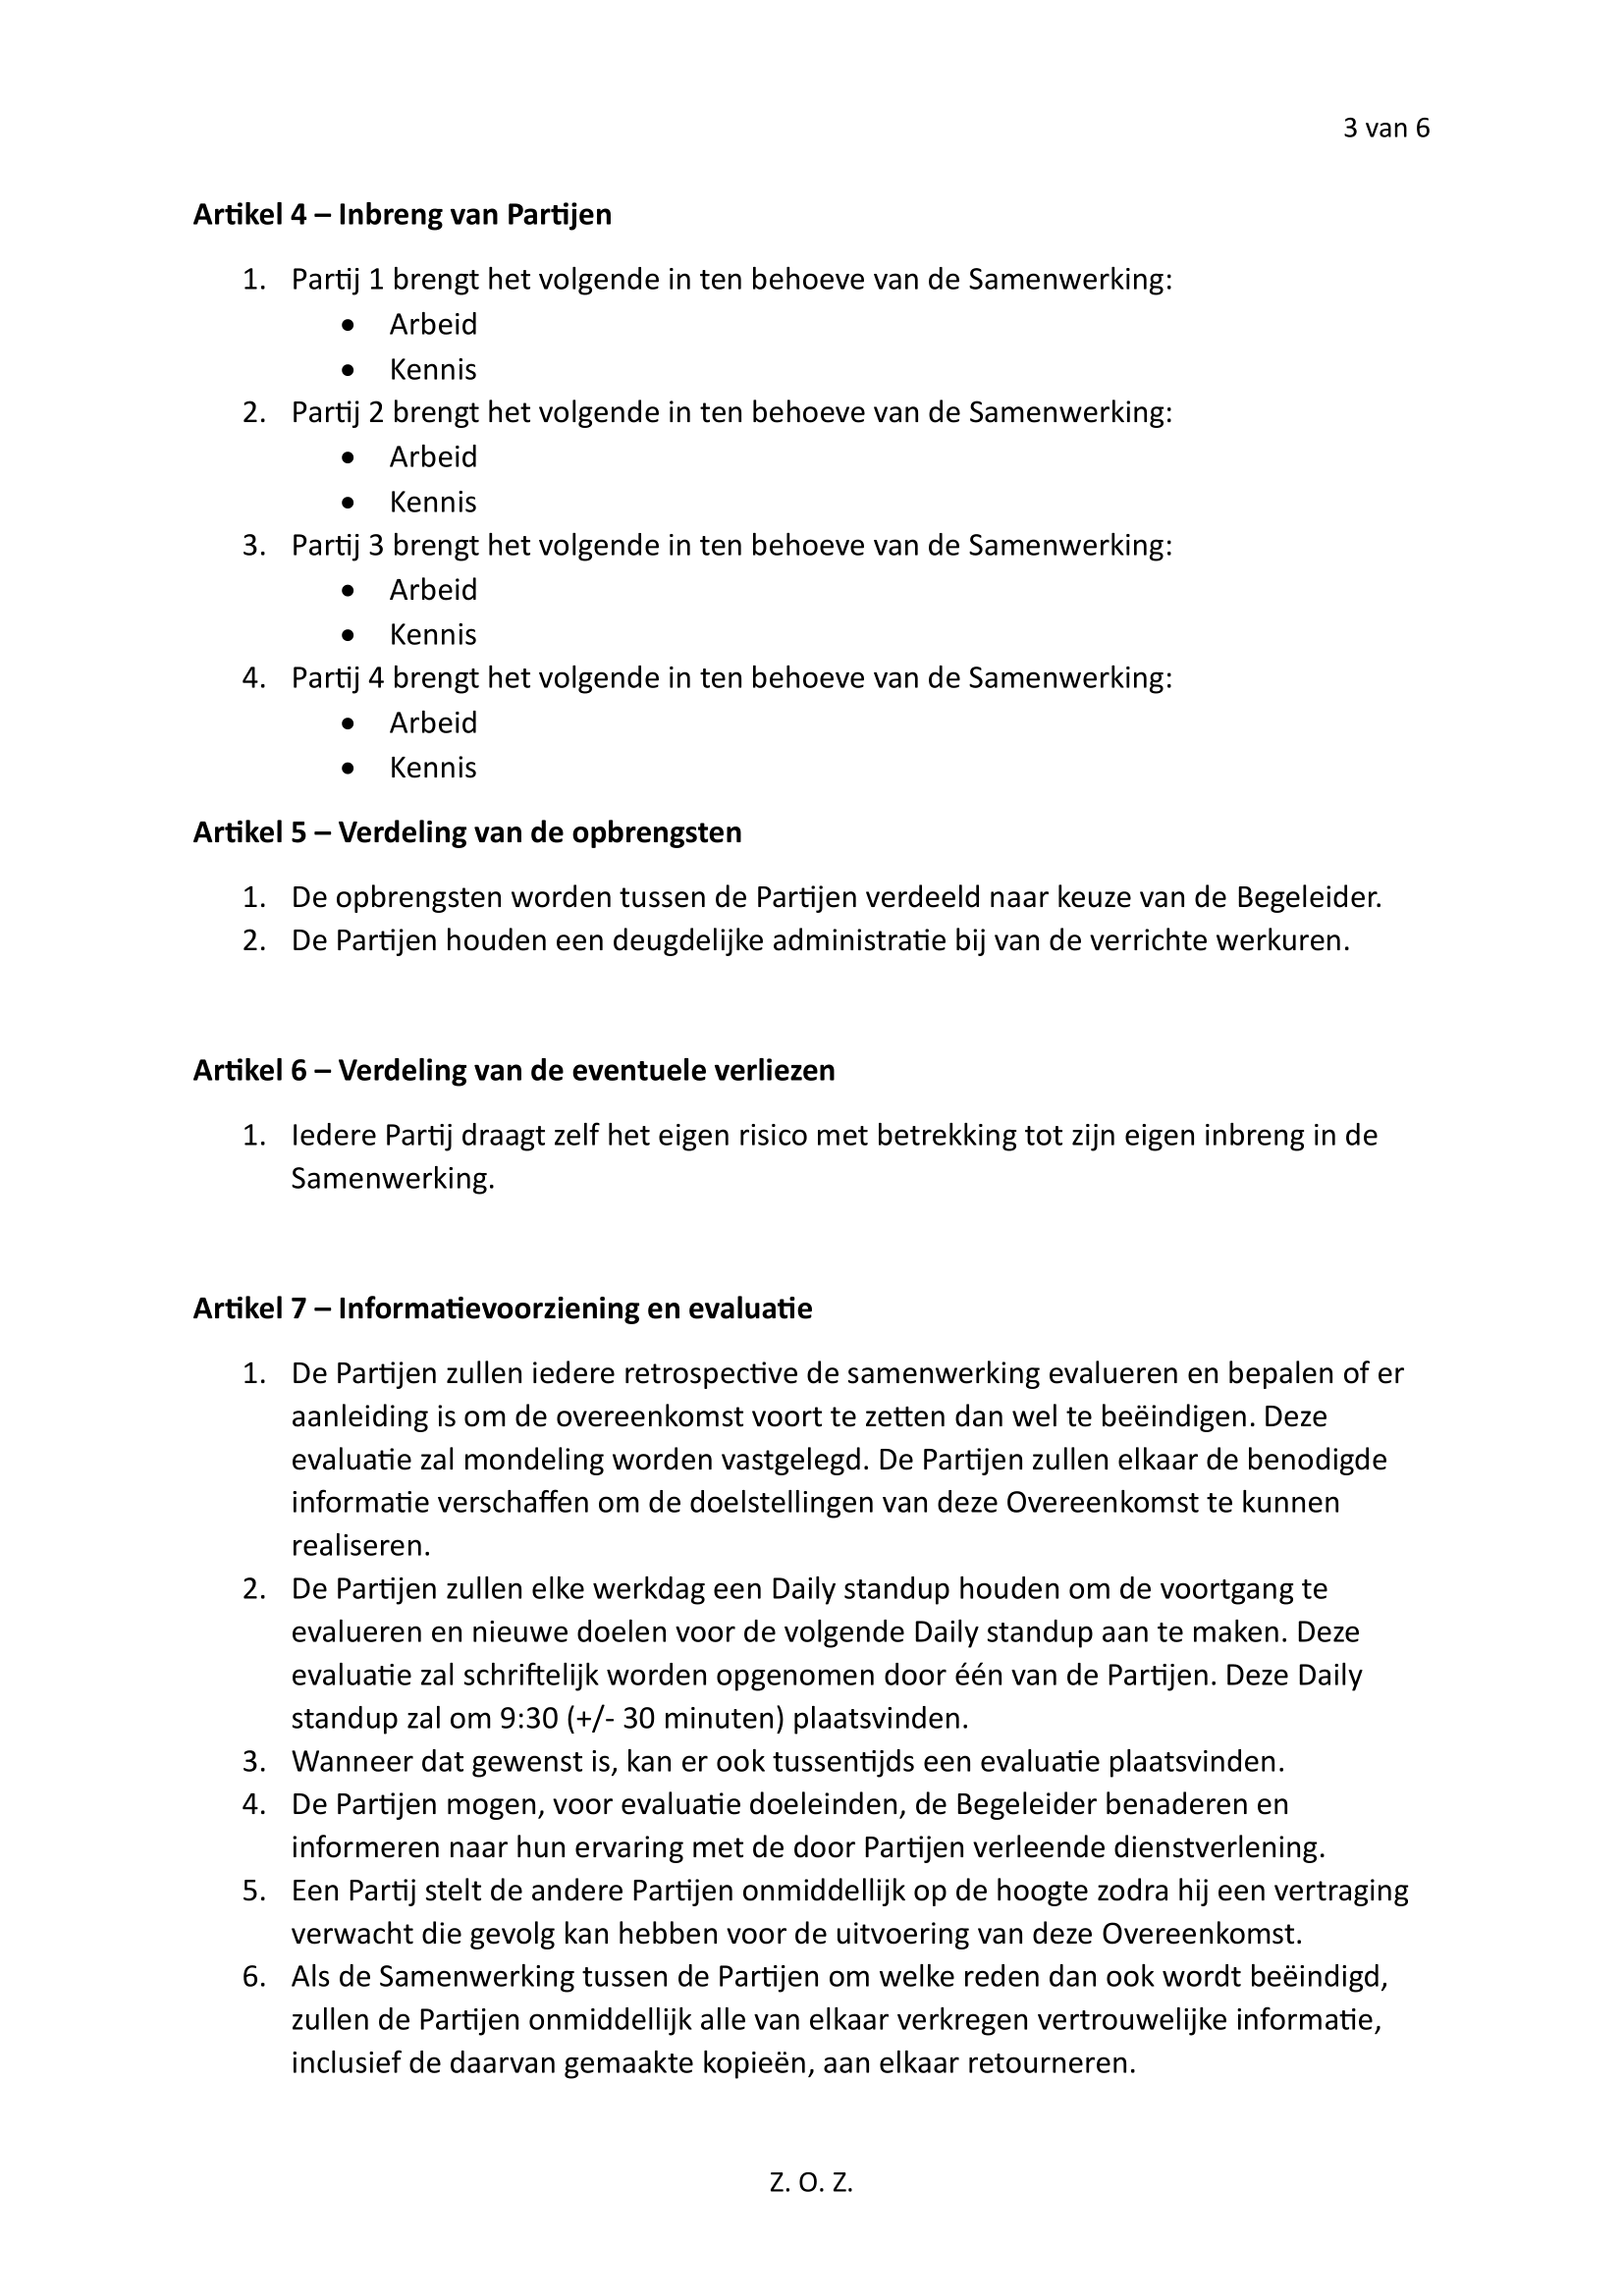 3 van 6
Artikel 4 – Inbreng van Partijen
1. Partij 1 brengt het volgende in ten behoeve van de Samenwerking:
• Arbeid
• Kennis
2. Partij 2 brengt het volgende in ten behoeve van de Samenwerking:
• Arbeid
• Kennis
3. Partij 3 brengt het volgende in ten behoeve van de Samenwerking:
• Arbeid
• Kennis
4. Partij 4 brengt het volgende in ten behoeve van de Samenwerking:
• Arbeid
• Kennis
Artikel 5 – Verdeling van de opbrengsten
1. De opbrengsten worden tussen de Partijen verdeeld naar keuze van de Begeleider.
2. De Partijen houden een deugdelijke administratie bij van de verrichte werkuren.
Artikel 6 – Verdeling van de eventuele verliezen
1. Iedere Partij draagt zelf het eigen risico met betrekking tot zijn eigen inbreng in de
Samenwerking.
Artikel 7 – Informatievoorziening en evaluatie
1. De Partijen zullen iedere retrospective de samenwerking evalueren en bepalen of er
aanleiding is om de overeenkomst voort te zetten dan wel te beëindigen. Deze
evaluatie zal mondeling worden vastgelegd. De Partijen zullen elkaar de benodigde
informatie verschaffen om de doelstellingen van deze Overeenkomst te kunnen
realiseren.
2. De Partijen zullen elke werkdag een Daily standup houden om de voortgang te
evalueren en nieuwe doelen voor de volgende Daily standup aan te maken. Deze
evaluatie zal schriftelijk worden opgenomen door één van de Partijen. Deze Daily
standup zal om 9:30 (+/- 30 minuten) plaatsvinden.
3. Wanneer dat gewenst is, kan er ook tussentijds een evaluatie plaatsvinden.
4. De Partijen mogen, voor evaluatie doeleinden, de Begeleider benaderen en
informeren naar hun ervaring met de door Partijen verleende dienstverlening.
5. Een Partij stelt de andere Partijen onmiddellijk op de hoogte zodra hij een vertraging
verwacht die gevolg kan hebben voor de uitvoering van deze Overeenkomst.
6. Als de Samenwerking tussen de Partijen om welke reden dan ook wordt beëindigd,
zullen de Partijen onmiddellijk alle van elkaar verkregen vertrouwelijke informatie,
inclusief de daarvan gemaakte kopieën, aan elkaar retourneren.
Z. O. Z.